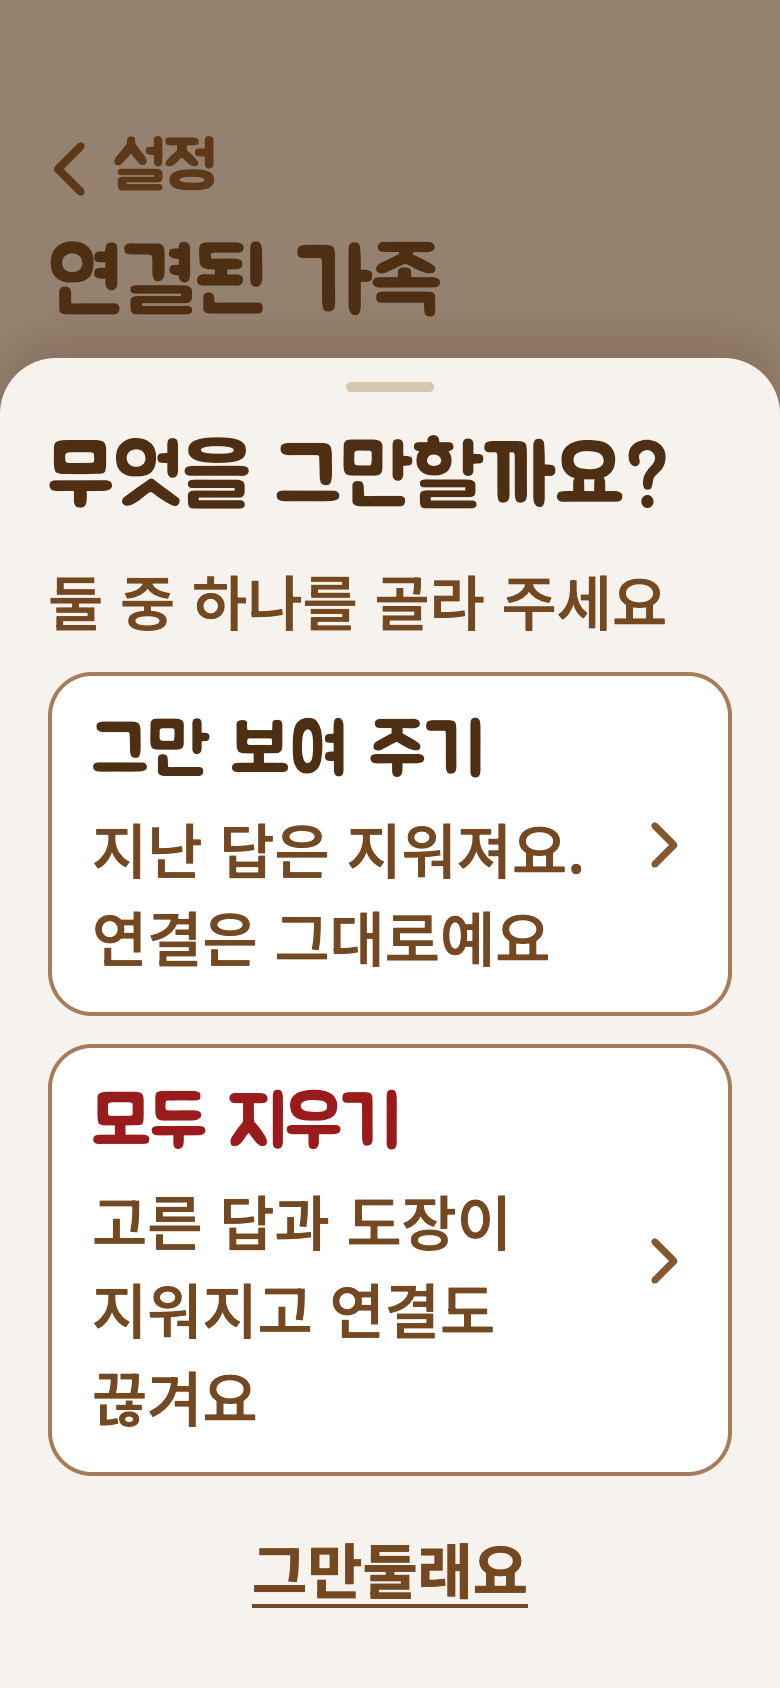 설정
연결된 가족
무엇을 그만할까요?
둘 중 하나를 골라 주세요
그만 보여 주기
지난 답은 지워져요.
연결은 그대로예요
모두 지우기
고른 답과 도장이
지워지고 연결도
끊겨요
그만둘래요